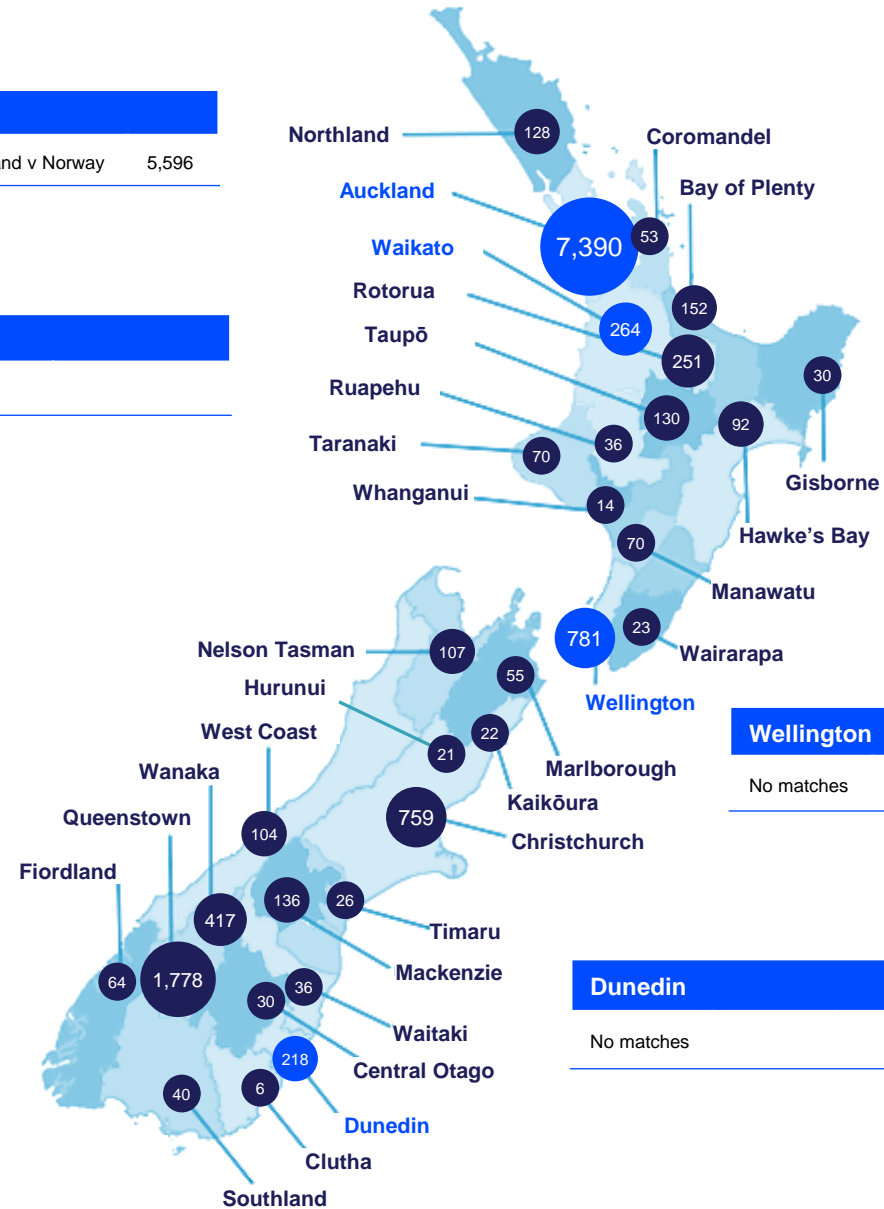 and v Norway 5,596
Northland
128
Coromandel
Auckland
Bay of Plenty
7,390
53
Waikato
Rotorua
152
264
Taupō
251
30
Ruapehu
130
92
36
Taranaki
70
Gisborne
Whanganui
14
Hawke’s Bay
70
Manawatu
23
781
Wairarapa
Nelson Tasman
107
55
Hurunui
Wellington
West Coast
22
Wellington
21
Marlborough
Wanaka
No matches
Kaikōura
Queenstown
759
104
Christchurch
Fiordland
136
26
417
Timaru
Mackenzie
64
1,778
36
Dunedin
30
Waitaki
No matches
218
Central Otago
40
6
Dunedin
Clutha
Southland